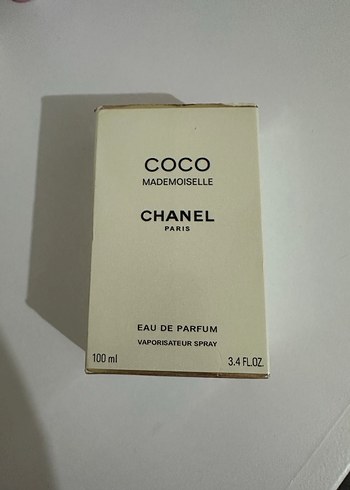 COCO
MADEMOISELLE
CHANEL
PARIS
EAU DE PARFUM
VAPORISATEUR SPRAY
100 ml 3.4 FL.OZ.